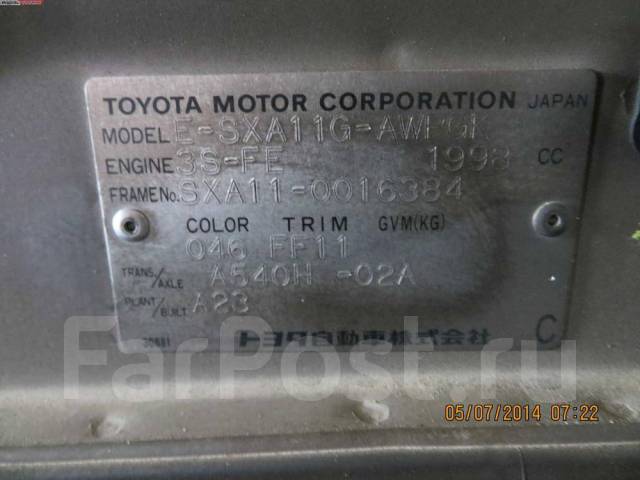 TOYOTA MOTOR CORPORATION JAPAN
MODEL E-SXA11G-AWPGK
ENGINE 3S-FE 1998 CC
FRAME No. SXA11-0016384
COLOR TRIM GVM(KG)
046 FF11
TRANS./AXLE A540H -02A
PLANT/BUILT A23
30481 トヨタ自動車株式会社 C
FarPost.ru
05/07/2014 07:22